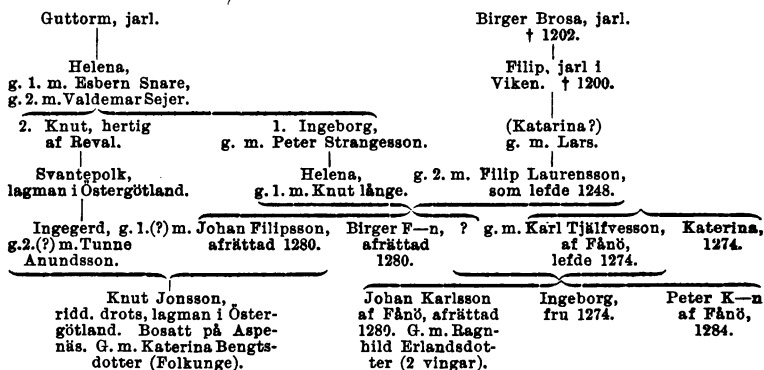 Guttorm, jarl.
Birger Brosa, jarl.
† 1202.
Helena,
g. 1. m. Esbern Snare,
g. 2. m. Valdemar Sejer.
Filip, jarl i
Viken. † 1200.
2. Knut, hertig
af Reval.
1. Ingeborg,
g. m. Peter Strangesson.
(Katarina?)
g. m. Lars.
Svantepolk,
lagman i Östergötland.
Helena,
g. 1. m. Knut långe.
g. 2. m. Filip Laurensson,
som lefde 1248.
Ingegerd, g. 1.(?) m.
g. 2.(?) m. Tunne
Anundsson.
Johan Filipsson,
afrättad 1280.
Birger F—n,
afrättad
1280.
?
g. m. Karl Tjälfvesson,
af Fånö,
lefde 1274.
Katerina,
1274.
Knut Jonsson,
ridd. drots, lagman i Öster-
götland. Bosatt på Aspe-
näs. G. m. Katerina Bengts-
dotter (Folkunge).
Johan Karlsson
af Fånö, afrättad
1280. G. m. Ragn-
hild Erlandsdot-
ter (2 vingar).
Ingeborg,
fru 1274.
Peter K—n
af Fånö,
1284.